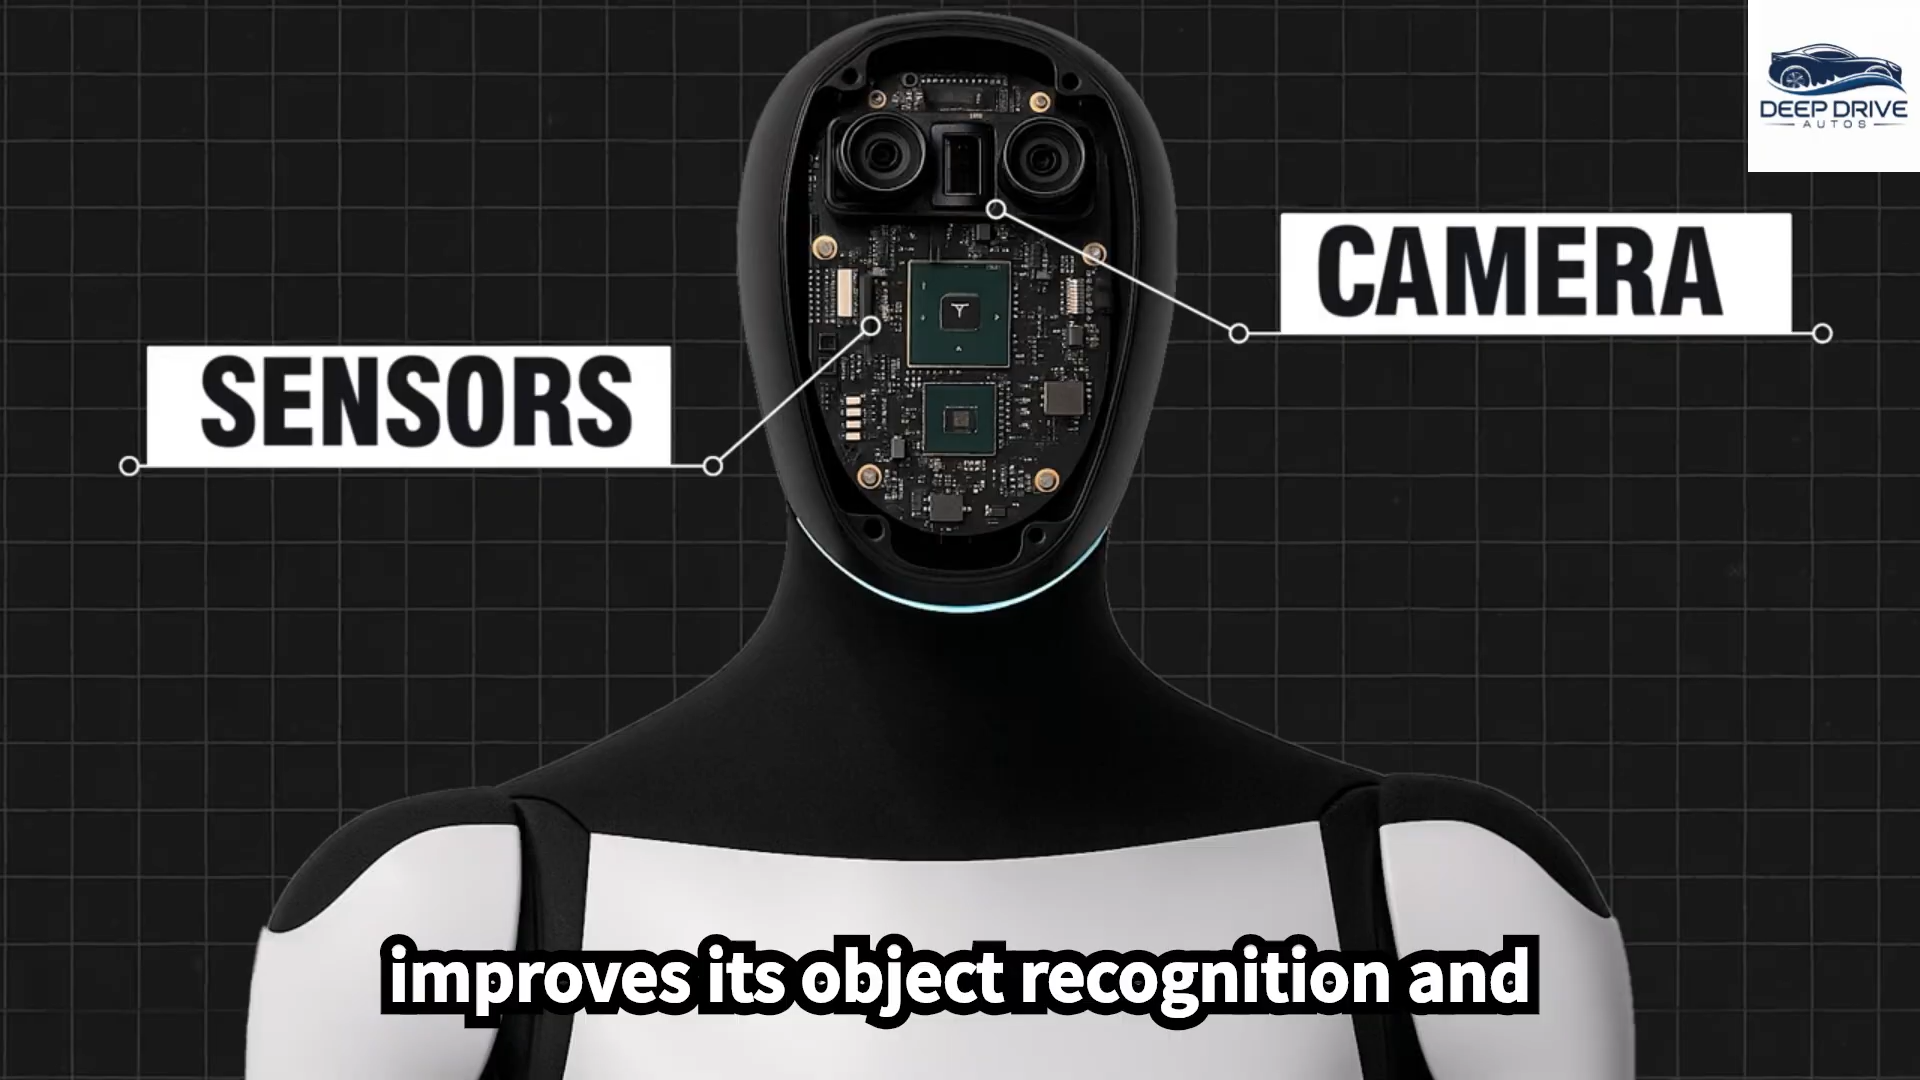 DEEP DRIVE
AUTOS
CAMERA
SENSORS
improves its object recognition and